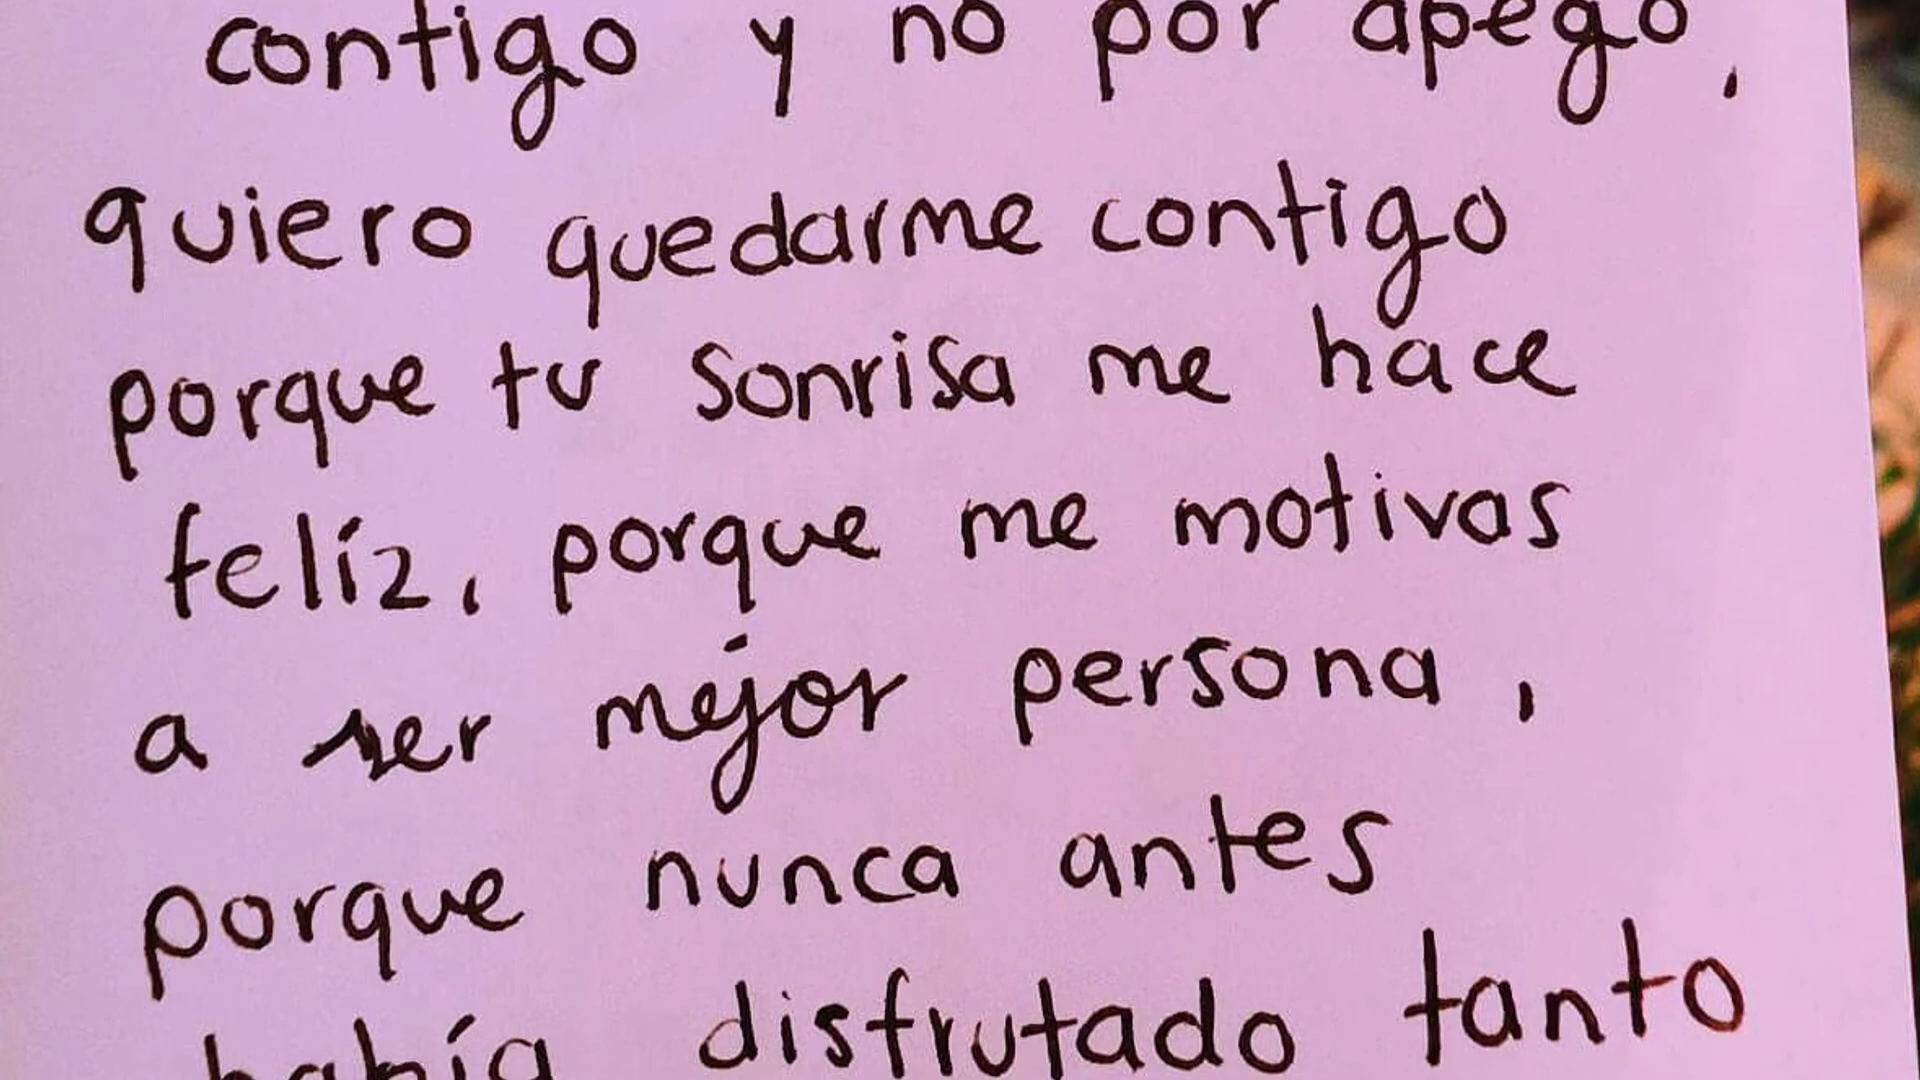 contigo y no por apego,
quiero quedarme contigo
porque tu sonrisa me hace
felíz, porque me motivas
a ser mejor persona,
porque nunca antes
había disfrutado tanto